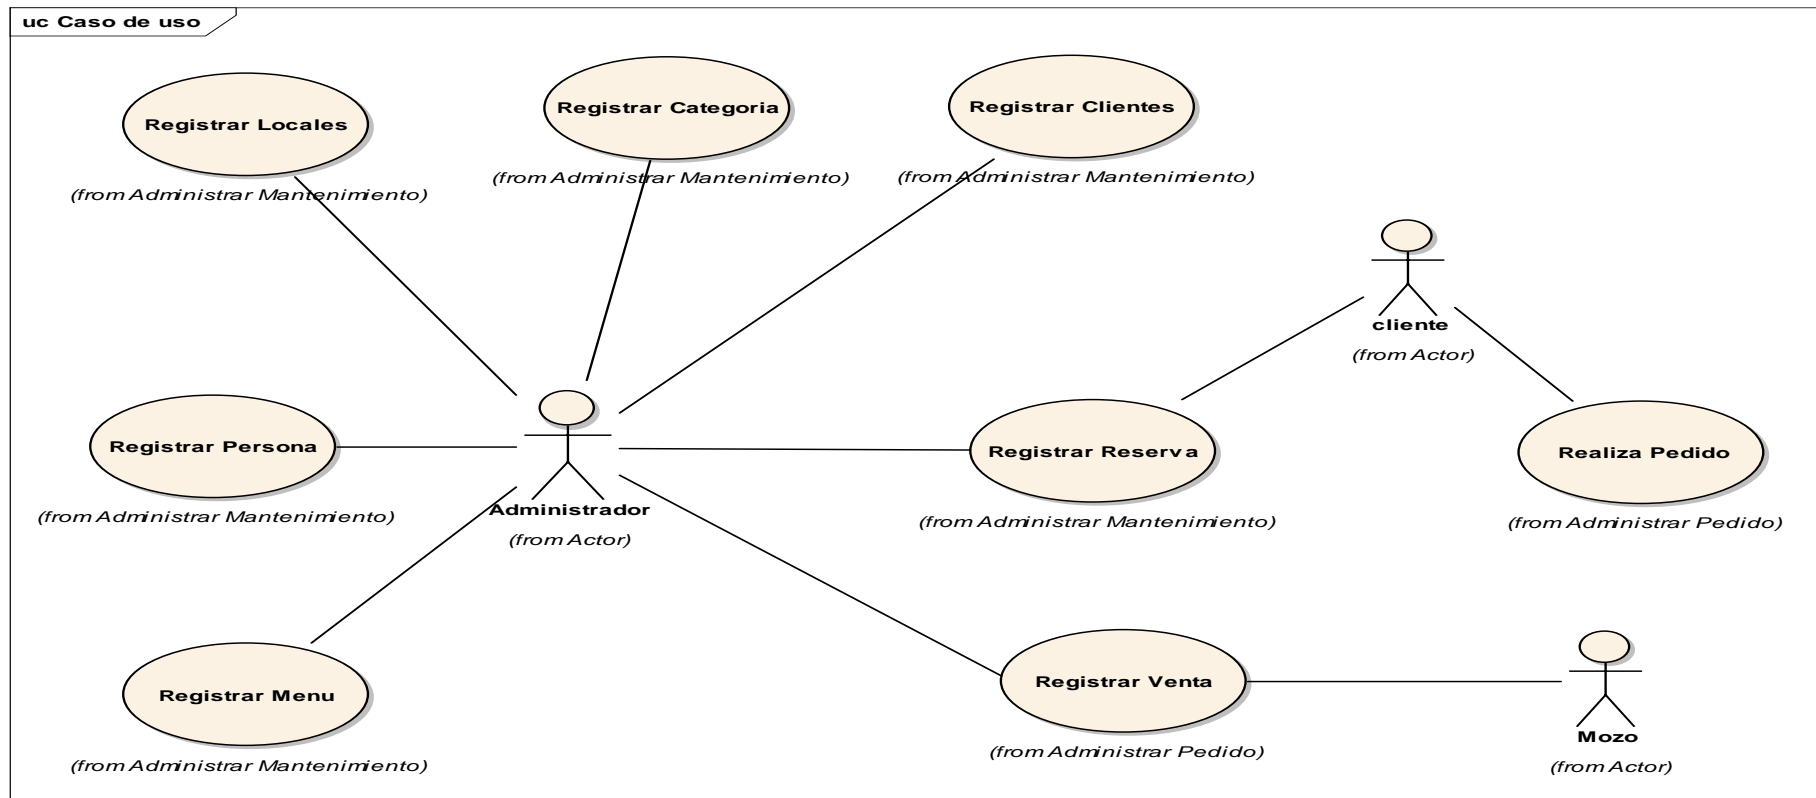 uc Caso de uso
Registrar Locales
(from Administrar Mantenimiento)
Registrar Categoria
(from Administrar Mantenimiento)
Registrar Clientes
(from Administrar Mantenimiento)
cliente
(from Actor)
Registrar Persona
(from Administrar Mantenimiento)
Administrador
(from Actor)
Registrar Reserva
(from Administrar Mantenimiento)
Realiza Pedido
(from Administrar Pedido)
Registrar Menu
(from Administrar Mantenimiento)
Registrar Venta
(from Administrar Pedido)
Mozo
(from Actor)